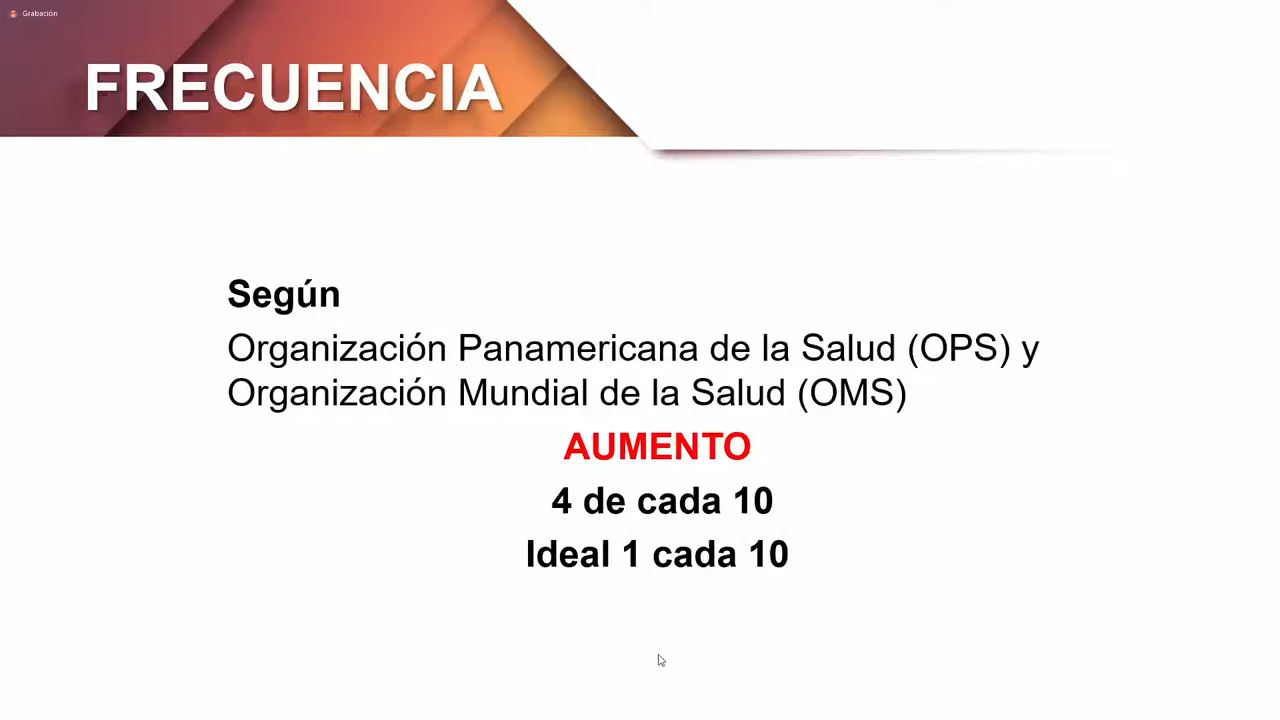 Grabación
FRECUENCIA
Según
Organización Panamericana de la Salud (OPS) y
Organización Mundial de la Salud (OMS)
AUMENTO
4 de cada 10
Ideal 1 cada 10